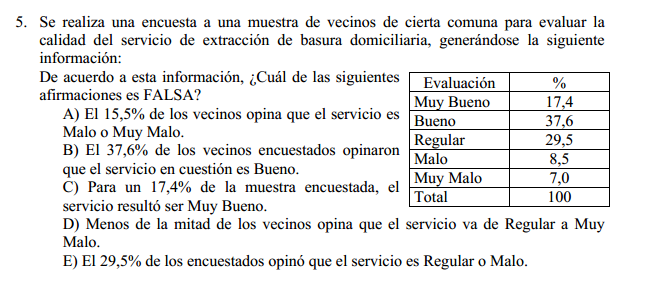 5. Se realiza una encuesta a una muestra de vecinos de cierta comuna para evaluar la
calidad del servicio de extracción de basura domiciliaria, generándose la siguiente
información:
De acuerdo a esta información, ¿Cuál de las siguientes
afirmaciones es FALSA?
A) El 15,5% de los vecinos opina que el servicio es
Malo o Muy Malo.
B) El 37,6% de los vecinos encuestados opinaron
que el servicio en cuestión es Bueno.
C) Para un 17,4% de la muestra encuestada, el
servicio resultó ser Muy Bueno.
Evaluación %
Muy Bueno 17,4
Bueno 37,6
Regular 29,5
Malo 8,5
Muy Malo 7,0
Total 100
D) Menos de la mitad de los vecinos opina que el servicio va de Regular a Muy
Malo.
E) El 29,5% de los encuestados opinó que el servicio es Regular o Malo.